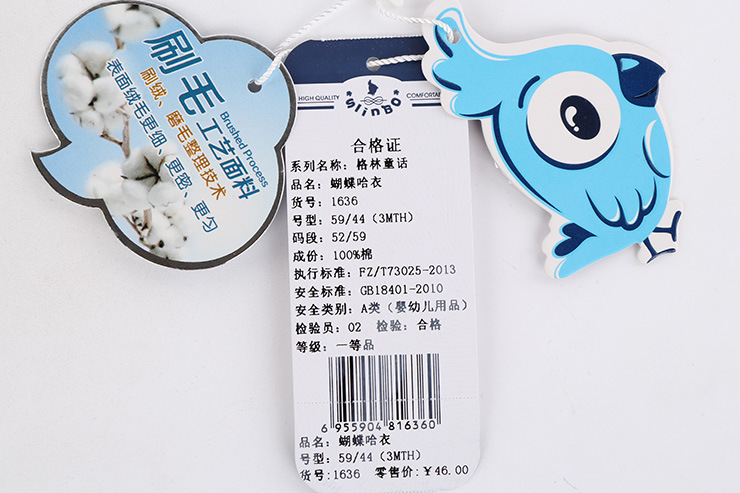 刷毛工艺面料
Brushed Process
刷绒、磨毛整理技术
表面绒毛更细、更密、更匀
HIGH QUALITY
COMFORTAB
SlinBO
合格证
系列名称：格林童话
品名：蝴蝶哈衣
货号：1636
号型：59/44（3MTH）
码段：52/59
成份：100%棉
执行标准：FZ/T73025-2013
安全标准：GB18401-2010
安全类别：A类（婴幼儿用品）
检验员：02 检验：合格
等级：一等品
6 955904 816360
品名：蝴蝶哈衣
号型：59/44（3MTH）
货号：1636 零售价：¥46.00